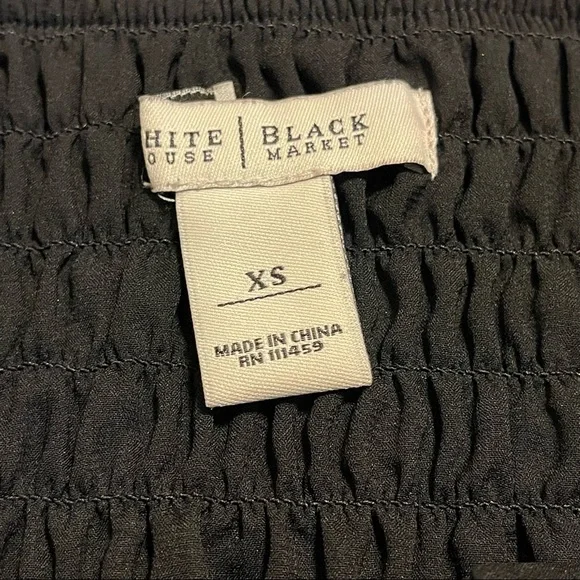 HITE | BLACK
OUSE MARKET
XS
MADE IN CHINA
RN 111459